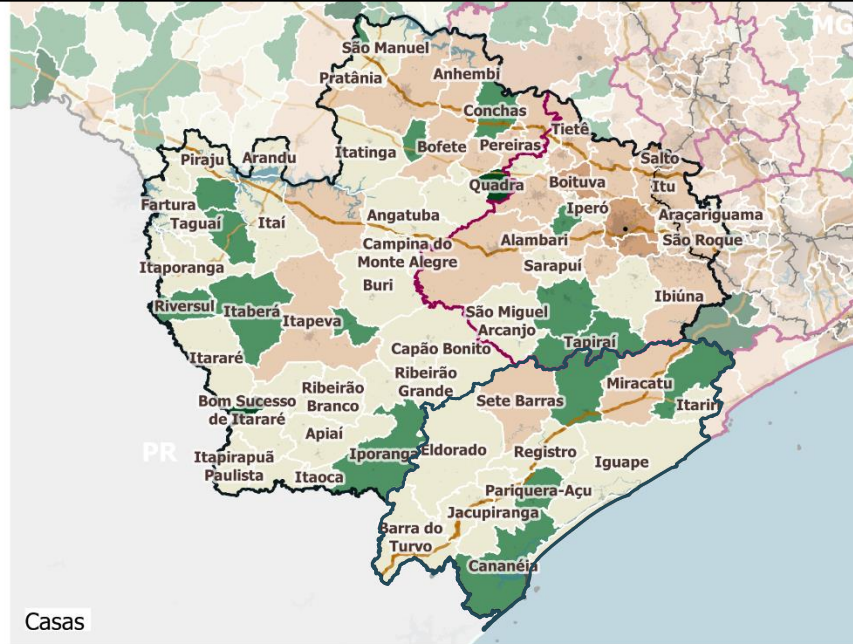 MG
São Manuel
Pratânia
Anhembi
Conchas
Tietê
Itatinga
Bofete
Pereiras
Salto
Piraju
Arandu
Quadra
Boituva
Itu
Fartura
Taguaí
Itaí
Angatuba
Iperó
Araçariguama
Campina do
Monte Alegre
Alambari
São Roque
Itaporanga
Sarapuí
Buri
Riversul
Itaberá
Itapeva
São Miguel
Arcanjo
Ibiúna
Tapiraí
Itararé
Capão Bonito
Ribeirão
Grande
Ribeirão
Branco
Miracatu
Sete Barras
Itarir
Bom Sucesso
de Itararé
Apiaí
PR
Itapirapuã
Paulista
Iporanga
Eldorado
Registro
Iguape
Itaoca
Pariquera-Açu
Jacupiranga
Barra do
Turvo
Cananéia
Casas